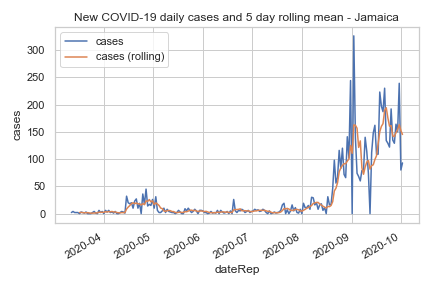 New COVID-19 daily cases and 5 day rolling mean - Jamaica
cases
cases (rolling)
300
250
200
150
100
50
0
cases
2020-04
2020-05
2020-06
2020-07
2020-08
2020-09
2020-10
dateRep